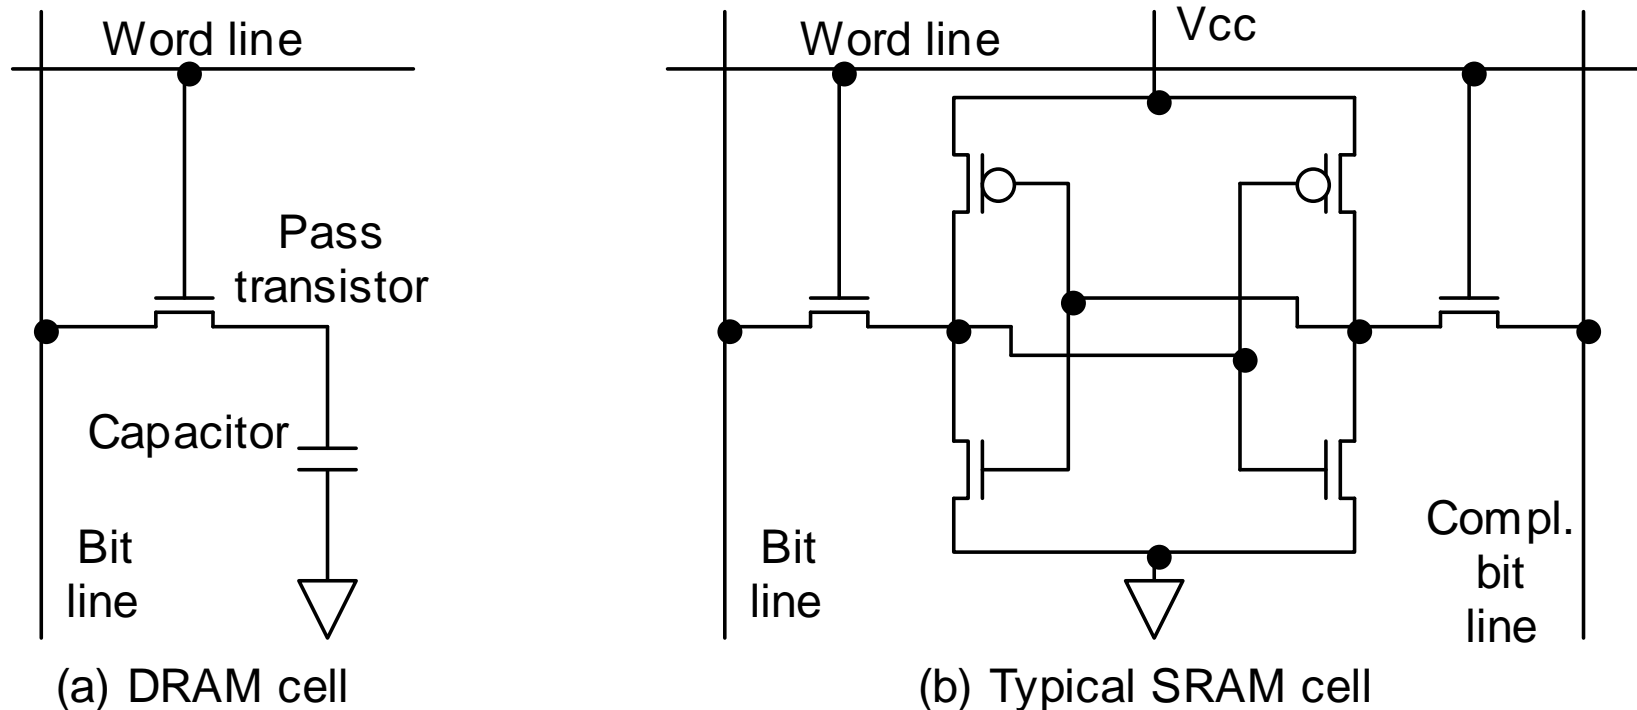 Word line
Pass
transistor
Capacitor
Bit
line
(a) DRAM cell
Word line
Vcc
Bit
line
Compl.
bit
line
(b) Typical SRAM cell